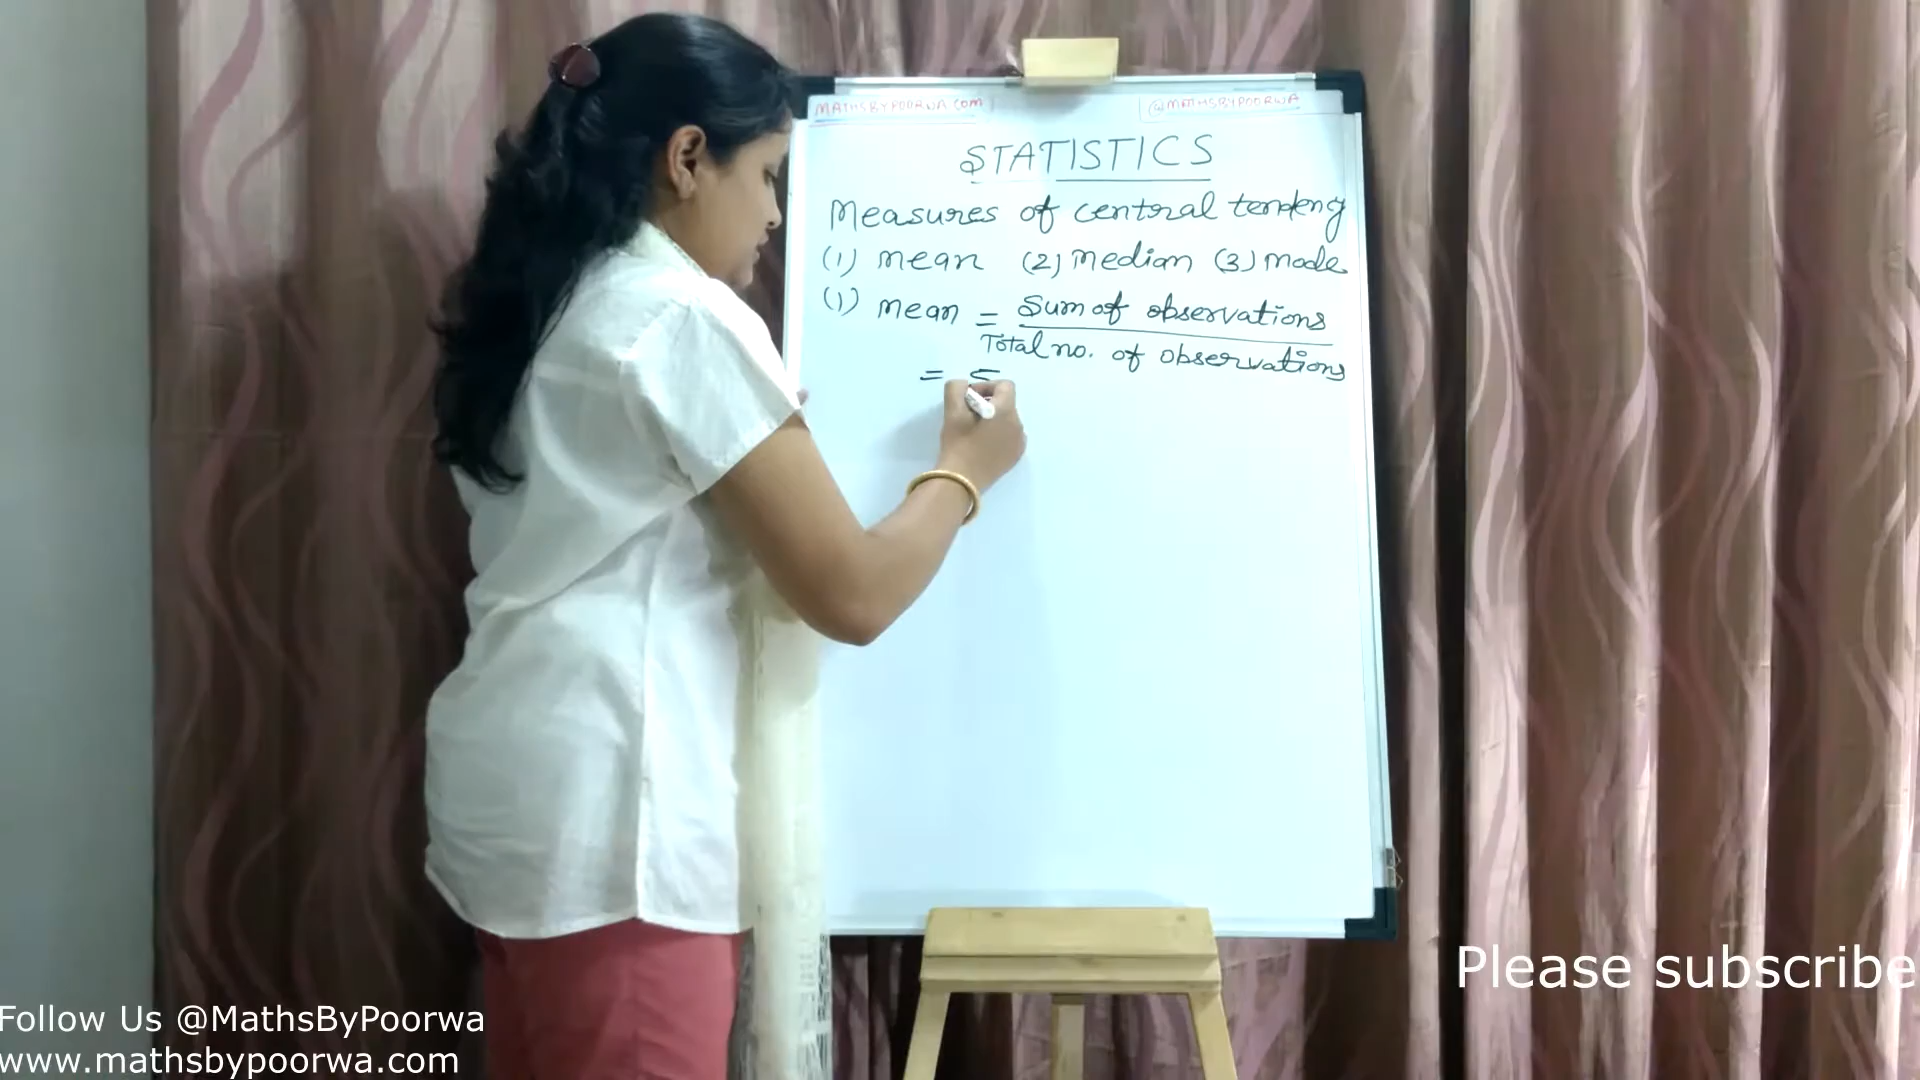 MATHSBYPOORWA.COM
@MATHSBYPOORWA
STATISTICS
Measures of central tendency
(1) mean (2) Median (3) Mode
(1) mean = Sum of observations
Total no. of observations
=
Please subscribe
Follow Us @MathsByPoorwa
www.mathsbypoorwa.com